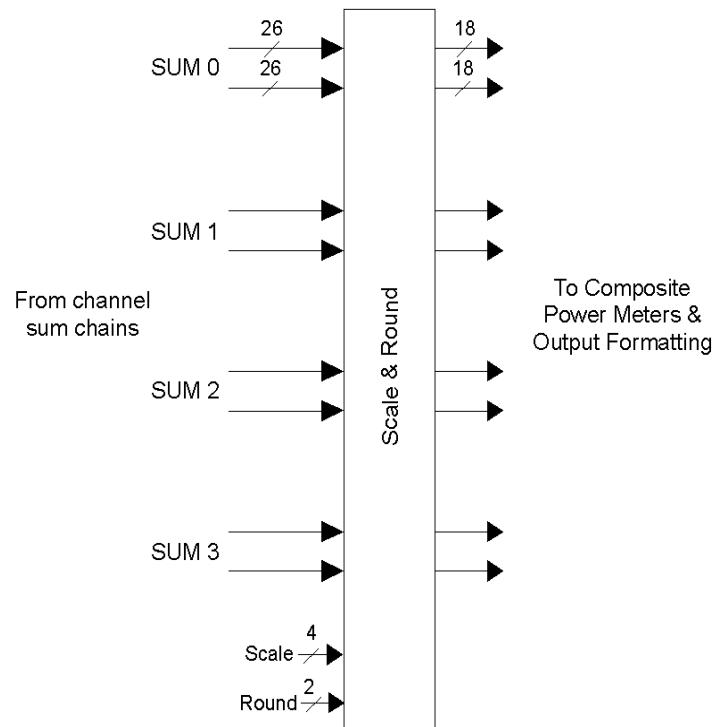 26
18
SUM 0
26
18
SUM 1
From channel
sum chains
Scale & Round
To Composite
Power Meters &
Output Formatting
SUM 2
SUM 3
Scale
4
Round
2